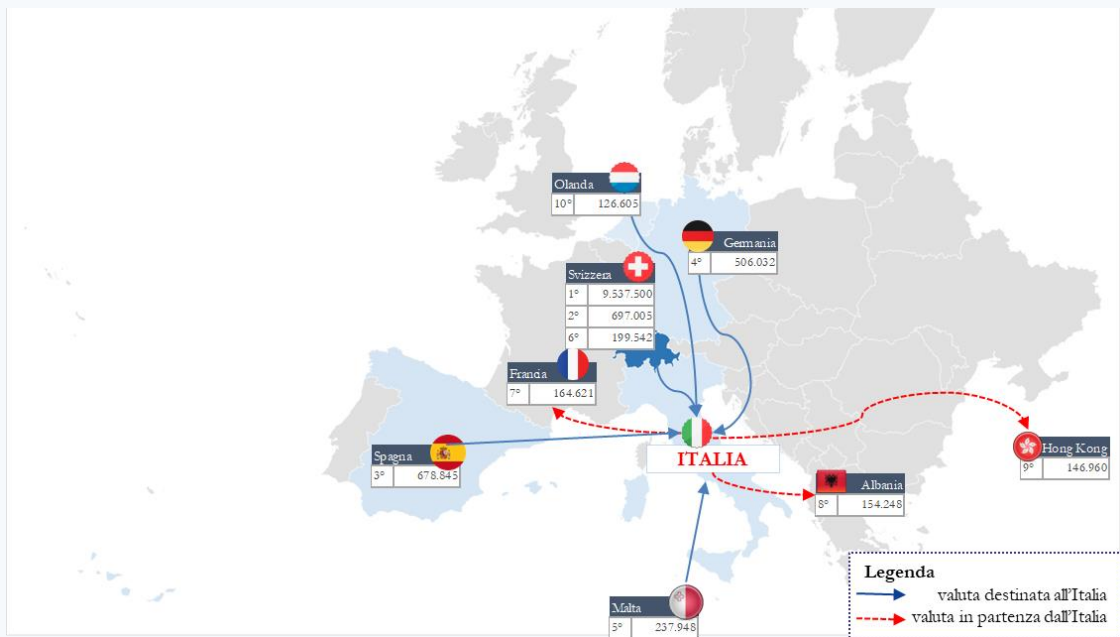 Olanda
10° 126.605
Germania
4° 506.032
Svizzera
1° 9.537.500
2° 697.005
6° 199.542
Francia
7° 164.621
ITALIA
Spagna
3° 678.845
Hong Kong
9° 146.960
Albania
8° 154.248
Malta
5° 237.948
Legenda
valuta destinata all'Italia
valuta in partenza dall'Italia